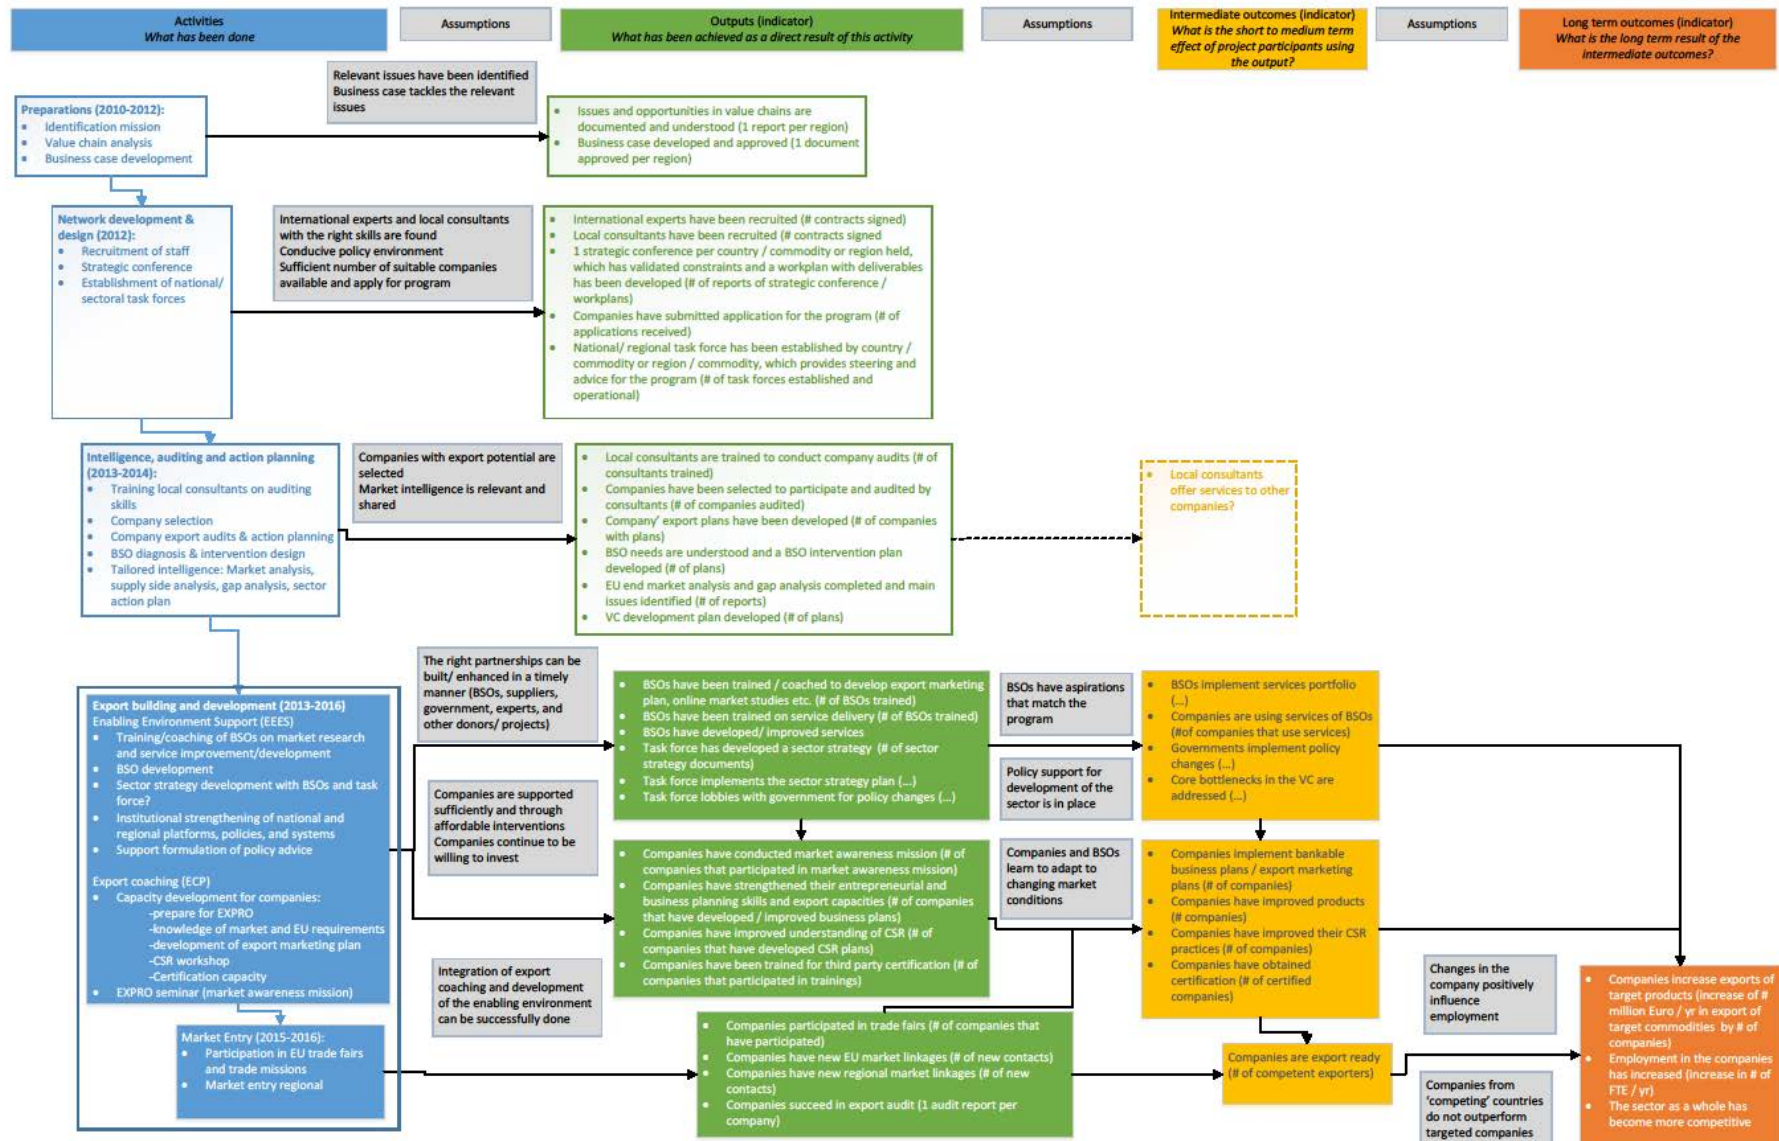 Activities
What has been done
Assumptions
Outputs (indicator)
What has been achieved as a direct result of this activity
Assumptions
Intermediate outcomes (indicator)
What is the short to medium term
effect of project participants using
the output?
Assumptions
Long term outcomes (indicator)
What is the long term result of the
intermediate outcomes?
Relevant issues have been identified
Business case tackles the relevant
issues
Preparations (2010-2012):
• Identification mission
• Value chain analysis
• Business case development
• Issues and opportunities in value chains are
documented and understood (1 report per region)
• Business case developed and approved (1 document
approved per region)
Network development &
design (2012):
• Recruitment of staff
• Strategic conference
• Establishment of national/
sectoral task forces
International experts and local consultants
with the right skills are found
Conducive policy environment
Sufficient number of suitable companies
available and apply for program
• International experts have been recruited (# contracts signed)
• Local consultants have been recruited (# contracts signed
• 1 strategic conference per country / commodity or region held,
which has validated constraints and a workplan with deliverables
has been developed (# of reports of strategic conference /
workplans)
• Companies have submitted application for the program (# of
applications received)
• National/ regional task force has been established by country /
commodity or region / commodity, which provides steering and
advice for the program (# of task forces established and
operational)
Intelligence, auditing and action planning
(2013-2014):
• Training local consultants on auditing
skills
• Company selection
• Company export audits & action planning
• BSO diagnosis & intervention design
• Tailored intelligence: Market analysis,
supply side analysis, gap analysis, sector
action plan
Companies with export potential are
selected
Market intelligence is relevant and
shared
• Local consultants are trained to conduct company audits (# of
consultants trained)
• Companies have been selected to participate and audited by
consultants (# of companies audited)
• Company' export plans have been developed (# of companies
with plans)
• BSO needs are understood and a BSO intervention plan
developed (# of plans)
• EU end market analysis and gap analysis completed and main
issues identified (# of reports)
• VC development plan developed (# of plans)
• Local consultants
offer services to other
companies?
Export building and development (2013-2016)
Enabling Environment Support (EEES)
• Training/coaching of BSOs on market research
and service improvement/development
• BSO development
• Sector strategy development with BSOs and task
force?
• Institutional strengthening of national and
regional platforms, policies, and systems
• Support formulation of policy advice
Export coaching (ECP)
• Capacity development for companies:
-prepare for EXPRO
-knowledge of market and EU requirements
-development of export marketing plan
-CSR workshop
-Certification capacity
• EXPRO seminar (market awareness mission)
Market Entry (2015-2016):
• Participation in EU trade fairs
and trade missions
• Market entry regional
The right partnerships can be
built/ enhanced in a timely
manner (BSOs, suppliers,
government, experts, and
other donors/ projects)
Companies are supported
sufficiently and through
affordable interventions
Companies continue to be
willing to invest
Integration of export
coaching and development
of the enabling environment
can be successfully done
• BSOs have been trained / coached to develop export marketing
plan, online market studies etc. (# of BSOs trained)
• BSOs have been trained on service delivery (# of BSOs trained)
• BSOs have developed/ improved services
• Task force has developed a sector strategy (# of sector
strategy documents)
• Task force implements the sector strategy plan (...)
• Task force lobbies with government for policy changes (...)
• Companies have conducted market awareness mission (# of
companies that participated in market awareness mission)
• Companies have strengthened their entrepreneurial and
business planning skills and export capacities (# of companies
that have developed / improved business plans)
• Companies have improved understanding of CSR (# of
companies that have developed CSR plans)
• Companies have been trained for third party certification (# of
companies that participated in trainings)
• Companies participated in trade fairs (# of companies that
have participated)
• Companies have new EU market linkages (# of new contacts)
• Companies have new regional market linkages (# of new
contacts)
• Companies succeed in export audit (1 audit report per
company)
BSOs have aspirations
that match the
program
Policy support for
development of the
sector is in place
Companies and BSOs
learn to adapt to
changing market
conditions
• BSOs implement services portfolio
(...)
• Companies are using services of BSOs
(#of companies that use services)
• Governments implement policy
changes (...)
• Core bottlenecks in the VC are
addressed (...)
• Companies implement bankable
business plans / export marketing
plans (# of companies)
• Companies have improved products
(# companies)
• Companies have improved their CSR
practices (# of companies)
• Companies have obtained
certification (# of certified
companies)
Companies are export ready
(# of competent exporters)
Changes in the
company positively
influence
employment
Companies from
'competing' countries
do not outperform
targeted companies
• Companies increase exports of
target products (increase of #
million Euro / yr in export of
target commodities by # of
companies)
• Employment in the companies
has increased (increase in # of
FTE / yr)
• The sector as a whole has
become more competitive